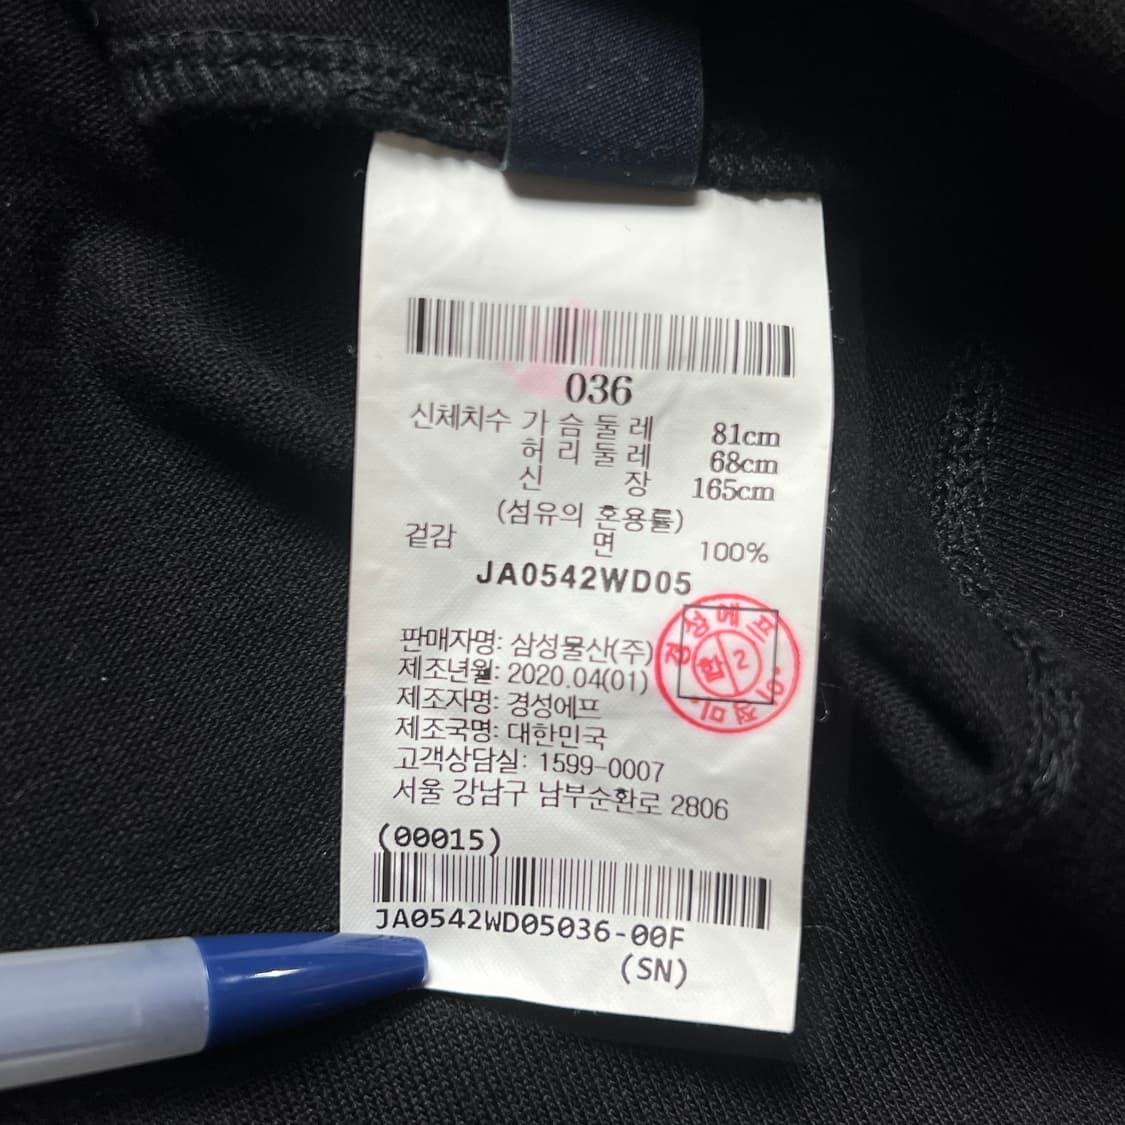 036
신체치수 가슴둘레 81cm
허리둘레 68cm
신 장 165cm
(섬유의 혼용률)
겉감 면 100%
JA0542WD05
판매자명: 삼성물산(주)
제조년월: 2020.04(01)
제조자명: 경성에프
제조국명: 대한민국
고객상담실: 1599-0007
서울 강남구 남부순환로 2806
경성에프
합 2
(00015)
JA0542WD05036-00F
(SN)